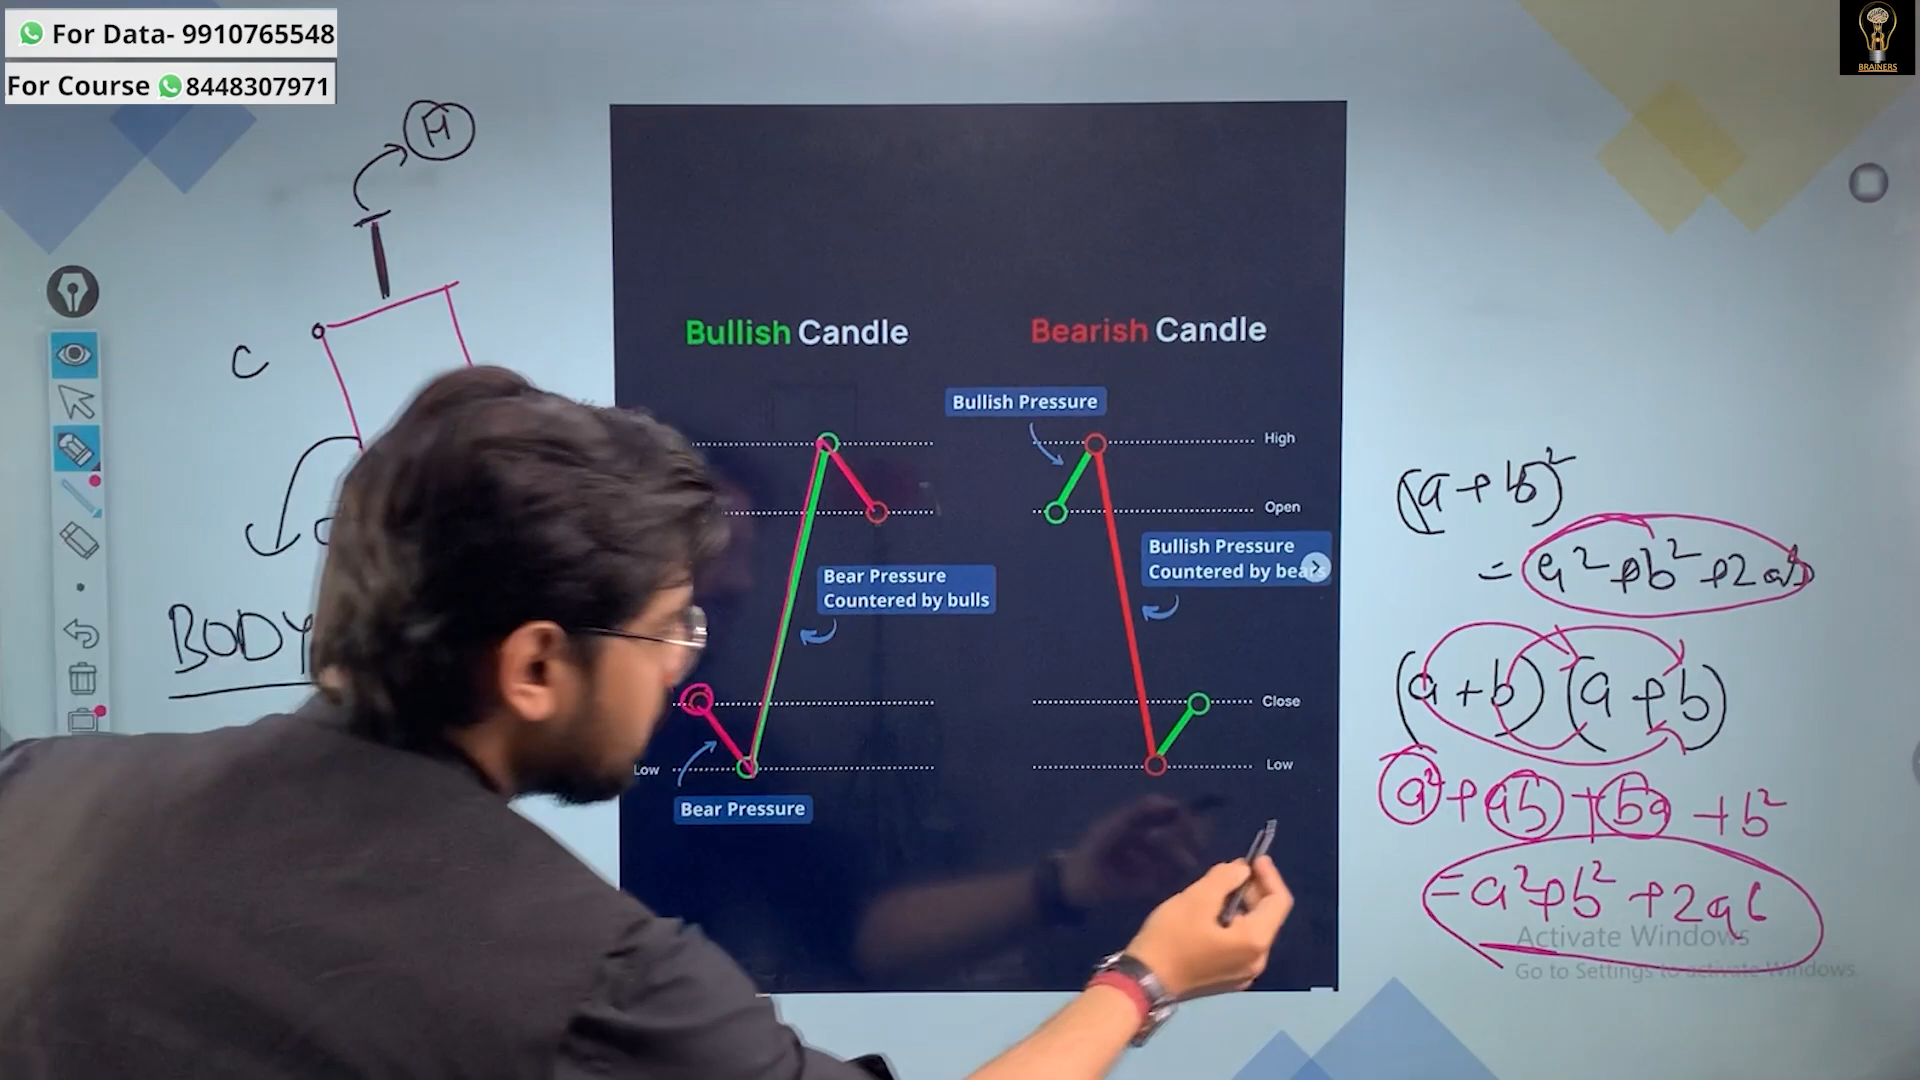 For Data- 9910765548
For Course 8448307971
BRAINERS
H
C
BODY
Bullish Candle
Bearish Candle
Bullish Pressure
High
Open
Bear Pressure
Countered by bulls
Bullish Pressure
Countered by bears
Close
Low
Low
Bear Pressure
(a+b)²
= a²+b²+2ab
(a+b)(a+b)
a²+ab+ba+b²
=a²+b²+2ab
Activate Windows
Go to Settings to activate Windows.